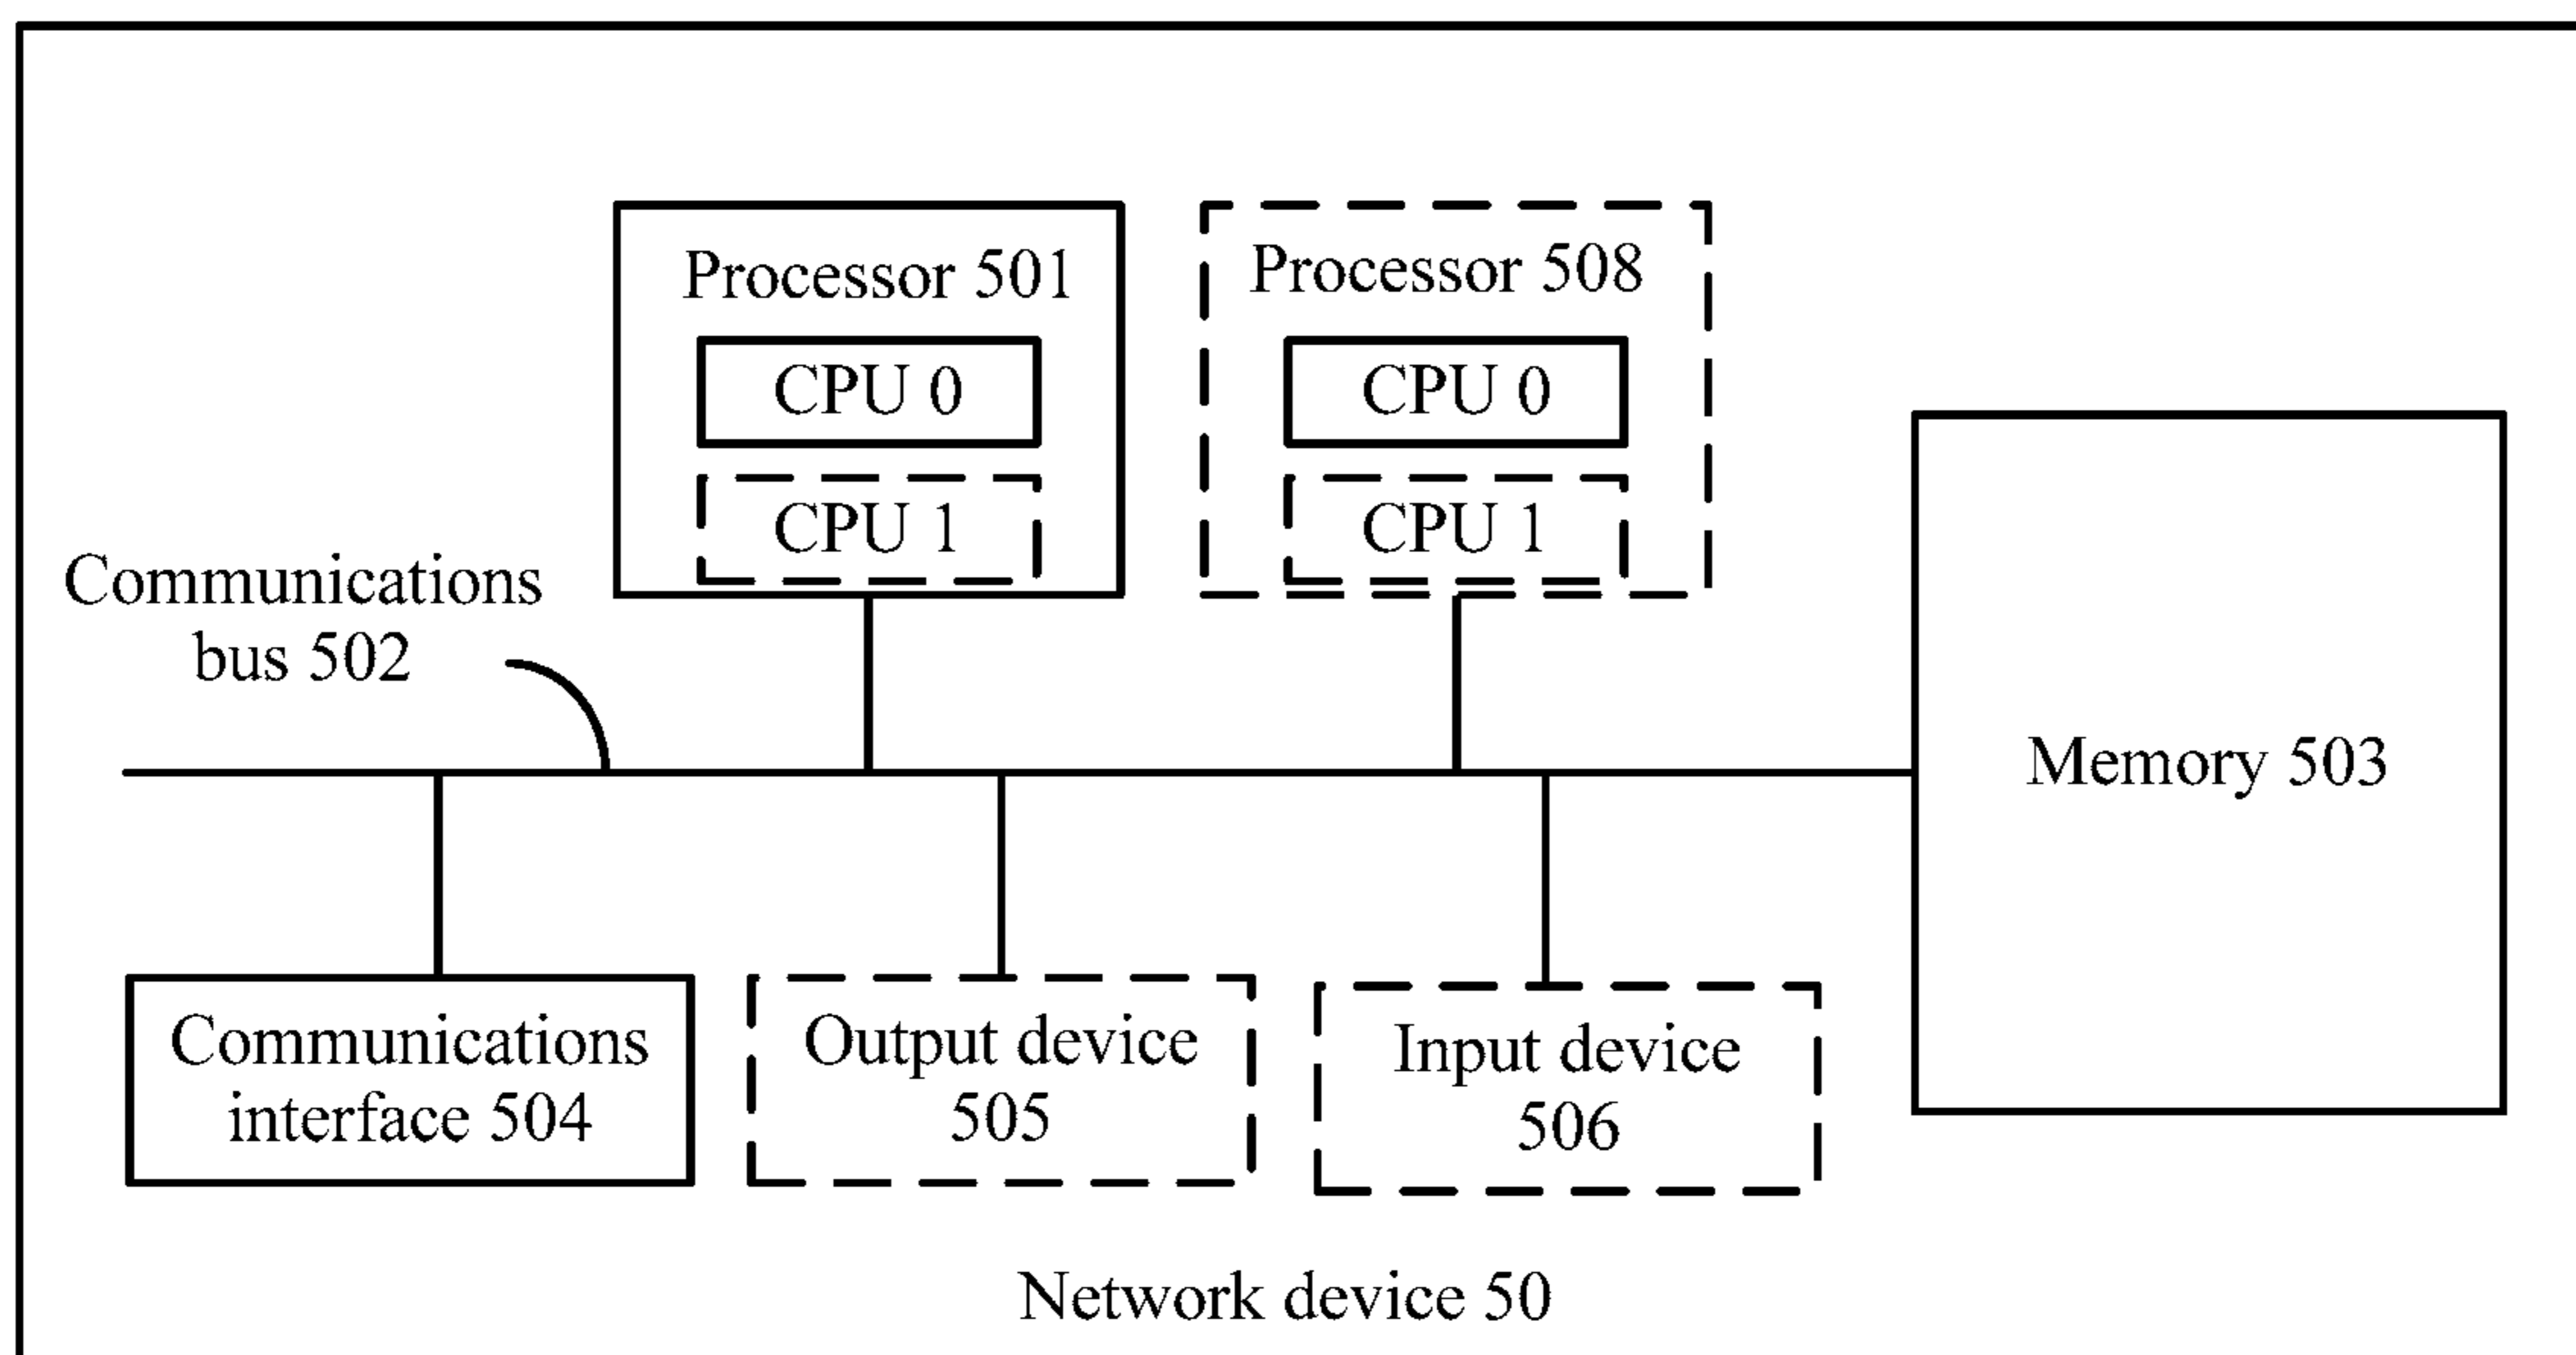 Processor 501
CPU 0
CPU 1
Processor 508
CPU 0
CPU 1
Communications
bus 502
Memory 503
Communications
interface 504
Output device
505
Input device
506
Network device 50